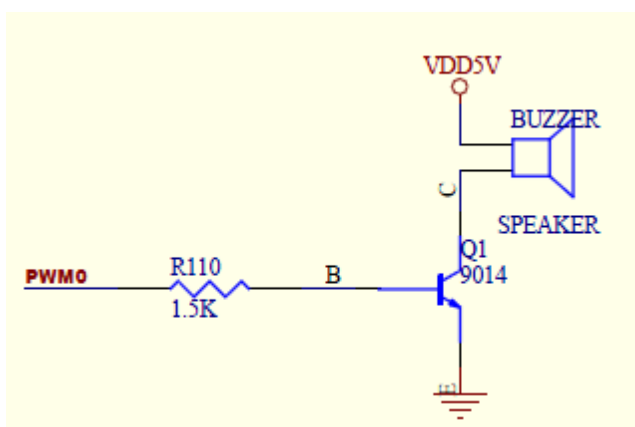 VDD5V
BUZZER
C
SPEAKER
Q1
9014
PWM0
R110
1.5K
B
E